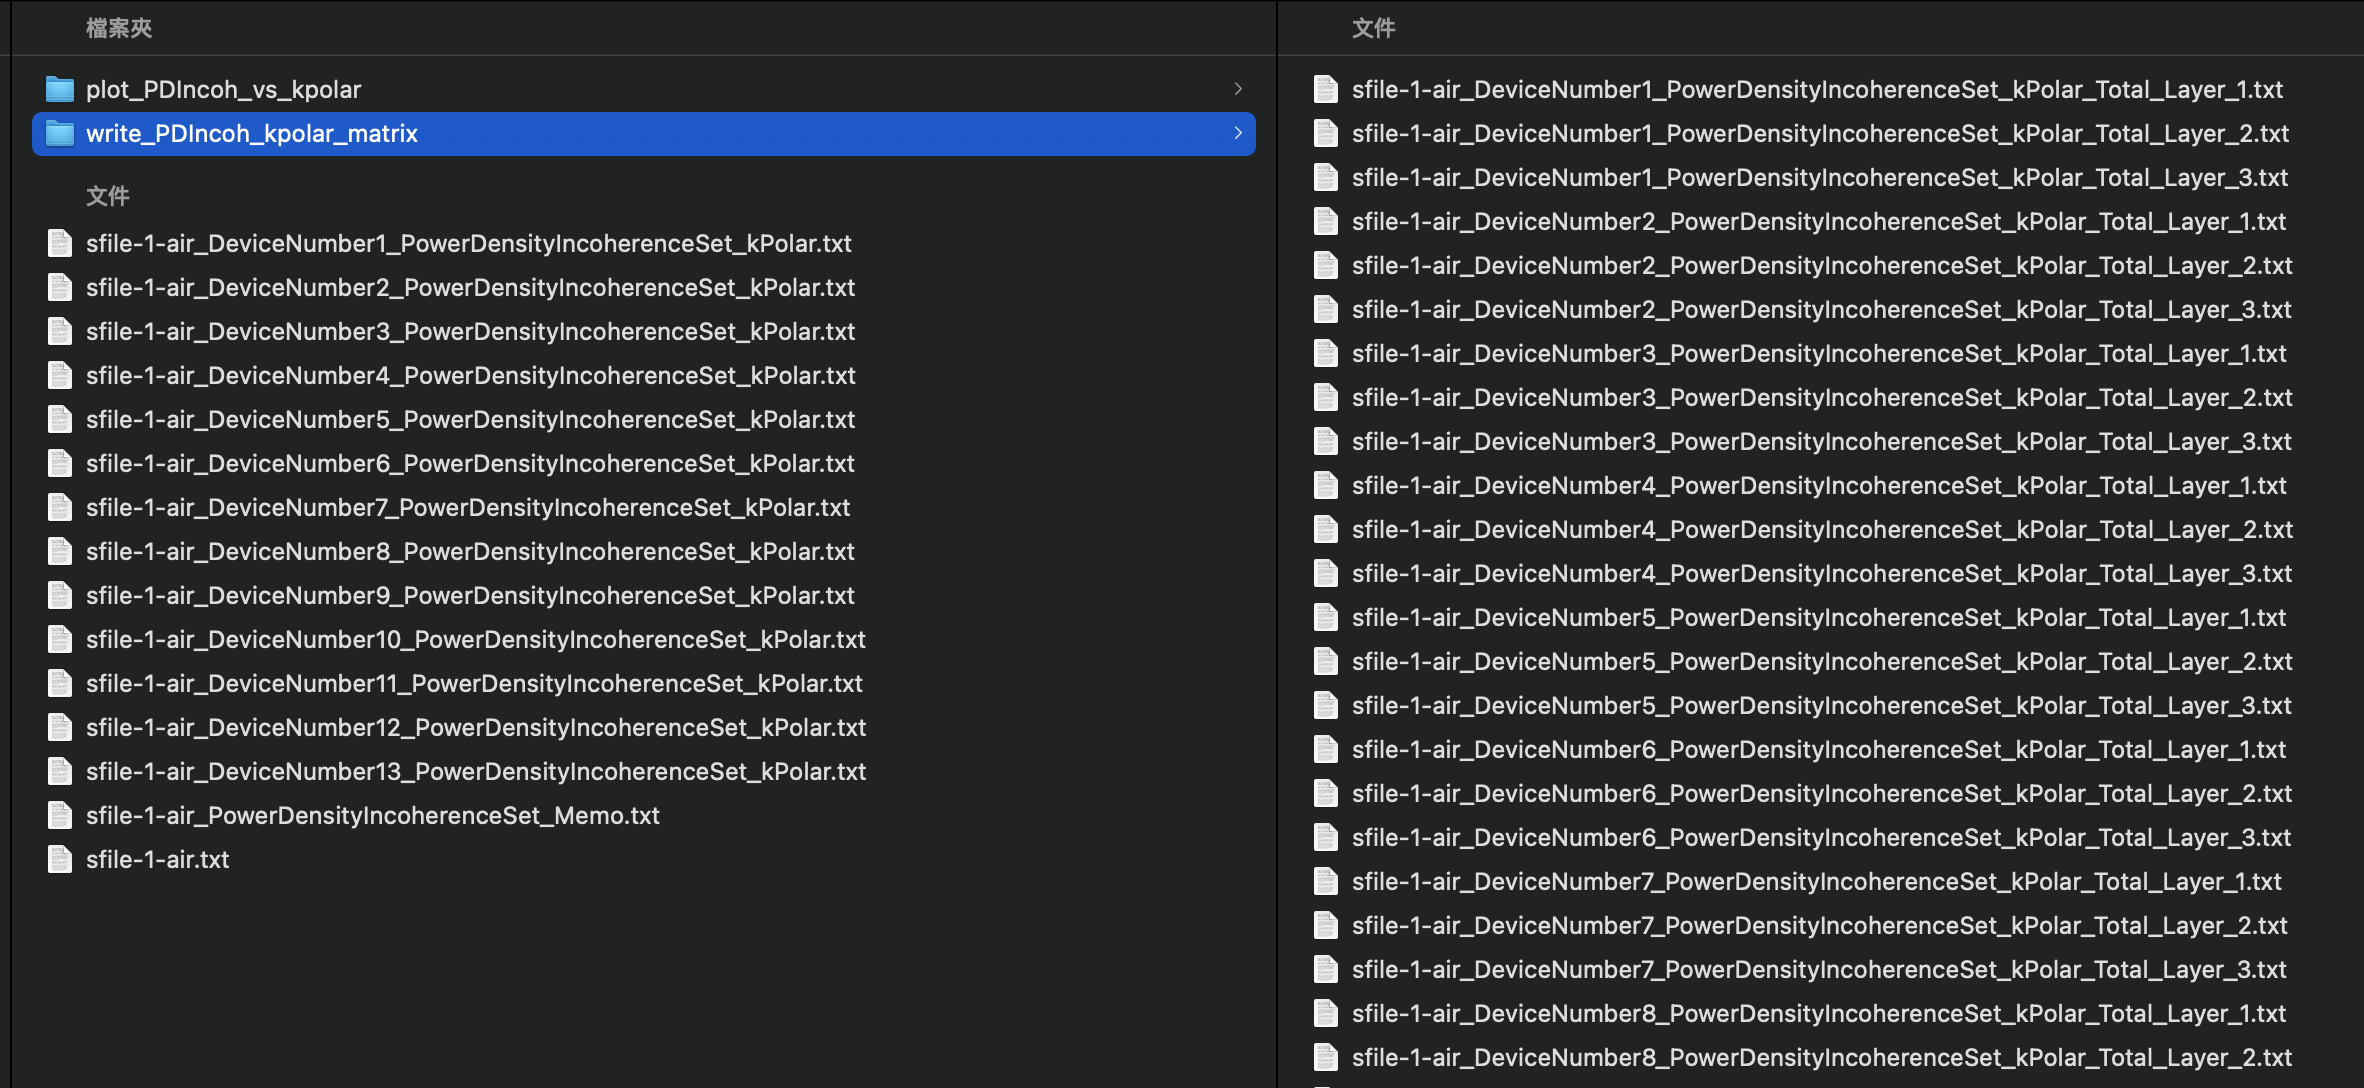 檔案夾
plot_PDIncoh_vs_kpolar
write_PDIncoh_kpolar_matrix
文件
sfile-1-air_DeviceNumber1_PowerDensityIncoherenceSet_kPolar.txt
sfile-1-air_DeviceNumber2_PowerDensityIncoherenceSet_kPolar.txt
sfile-1-air_DeviceNumber3_PowerDensityIncoherenceSet_kPolar.txt
sfile-1-air_DeviceNumber4_PowerDensityIncoherenceSet_kPolar.txt
sfile-1-air_DeviceNumber5_PowerDensityIncoherenceSet_kPolar.txt
sfile-1-air_DeviceNumber6_PowerDensityIncoherenceSet_kPolar.txt
sfile-1-air_DeviceNumber7_PowerDensityIncoherenceSet_kPolar.txt
sfile-1-air_DeviceNumber8_PowerDensityIncoherenceSet_kPolar.txt
sfile-1-air_DeviceNumber9_PowerDensityIncoherenceSet_kPolar.txt
sfile-1-air_DeviceNumber10_PowerDensityIncoherenceSet_kPolar.txt
sfile-1-air_DeviceNumber11_PowerDensityIncoherenceSet_kPolar.txt
sfile-1-air_DeviceNumber12_PowerDensityIncoherenceSet_kPolar.txt
sfile-1-air_DeviceNumber13_PowerDensityIncoherenceSet_kPolar.txt
sfile-1-air_PowerDensityIncoherenceSet_Memo.txt
sfile-1-air.txt
文件
sfile-1-air_DeviceNumber1_PowerDensityIncoherenceSet_kPolar_Total_Layer_1.txt
sfile-1-air_DeviceNumber1_PowerDensityIncoherenceSet_kPolar_Total_Layer_2.txt
sfile-1-air_DeviceNumber1_PowerDensityIncoherenceSet_kPolar_Total_Layer_3.txt
sfile-1-air_DeviceNumber2_PowerDensityIncoherenceSet_kPolar_Total_Layer_1.txt
sfile-1-air_DeviceNumber2_PowerDensityIncoherenceSet_kPolar_Total_Layer_2.txt
sfile-1-air_DeviceNumber2_PowerDensityIncoherenceSet_kPolar_Total_Layer_3.txt
sfile-1-air_DeviceNumber3_PowerDensityIncoherenceSet_kPolar_Total_Layer_1.txt
sfile-1-air_DeviceNumber3_PowerDensityIncoherenceSet_kPolar_Total_Layer_2.txt
sfile-1-air_DeviceNumber3_PowerDensityIncoherenceSet_kPolar_Total_Layer_3.txt
sfile-1-air_DeviceNumber4_PowerDensityIncoherenceSet_kPolar_Total_Layer_1.txt
sfile-1-air_DeviceNumber4_PowerDensityIncoherenceSet_kPolar_Total_Layer_2.txt
sfile-1-air_DeviceNumber4_PowerDensityIncoherenceSet_kPolar_Total_Layer_3.txt
sfile-1-air_DeviceNumber5_PowerDensityIncoherenceSet_kPolar_Total_Layer_1.txt
sfile-1-air_DeviceNumber5_PowerDensityIncoherenceSet_kPolar_Total_Layer_2.txt
sfile-1-air_DeviceNumber5_PowerDensityIncoherenceSet_kPolar_Total_Layer_3.txt
sfile-1-air_DeviceNumber6_PowerDensityIncoherenceSet_kPolar_Total_Layer_1.txt
sfile-1-air_DeviceNumber6_PowerDensityIncoherenceSet_kPolar_Total_Layer_2.txt
sfile-1-air_DeviceNumber6_PowerDensityIncoherenceSet_kPolar_Total_Layer_3.txt
sfile-1-air_DeviceNumber7_PowerDensityIncoherenceSet_kPolar_Total_Layer_1.txt
sfile-1-air_DeviceNumber7_PowerDensityIncoherenceSet_kPolar_Total_Layer_2.txt
sfile-1-air_DeviceNumber7_PowerDensityIncoherenceSet_kPolar_Total_Layer_3.txt
sfile-1-air_DeviceNumber8_PowerDensityIncoherenceSet_kPolar_Total_Layer_1.txt
sfile-1-air_DeviceNumber8_PowerDensityIncoherenceSet_kPolar_Total_Layer_2.txt